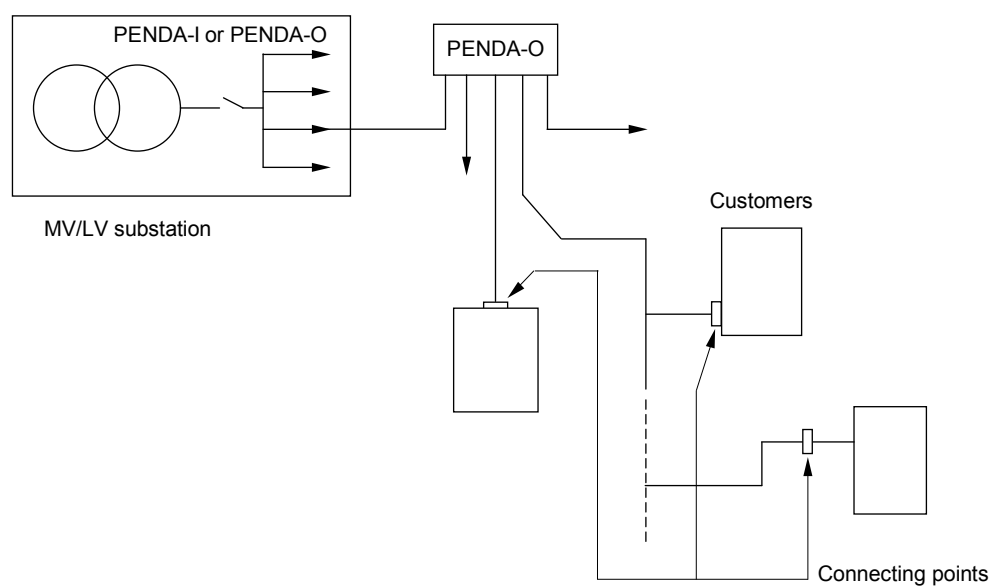 PENDA-I or PENDA-O
PENDA-O
MV/LV substation
Customers
Connecting points